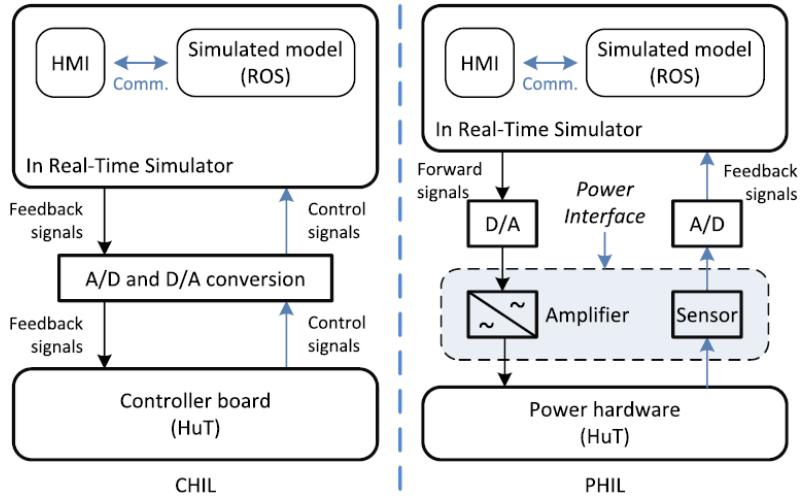 HMI
Comm.
Simulated model
(ROS)
In Real-Time Simulator
Feedback
signals
Control
signals
A/D and D/A conversion
Feedback
signals
Control
signals
Controller board
(HuT)
CHIL
HMI
Comm.
Simulated model
(ROS)
In Real-Time Simulator
Forward
signals
Power
Interface
Feedback
signals
D/A
A/D
~
~
Amplifier
Sensor
Power hardware
(HuT)
PHIL